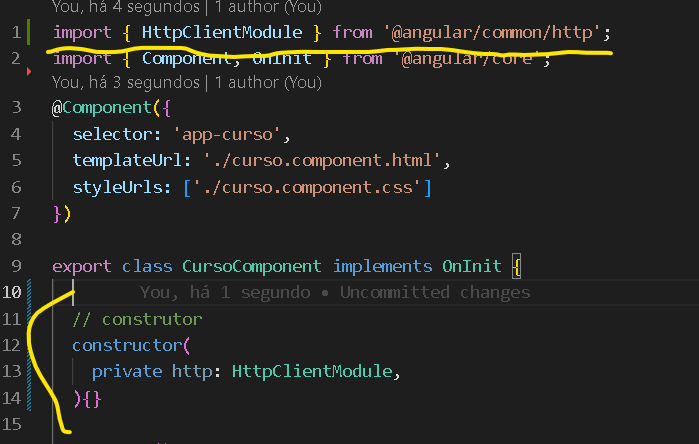 You, há 4 segundos | 1 author (You)
1 import { HttpClientModule } from '@angular/common/http';
2 import { Component, OnInit } from '@angular/core';
You, há 3 segundos | 1 author (You)
3 @Component({
4 selector: 'app-curso',
5 templateUrl: './curso.component.html',
6 styleUrls: ['./curso.component.css']
7 })
8
9 export class CursoComponent implements OnInit {
10 You, há 1 segundo • Uncommitted changes
11 // construtor
12 constructor(
13 private http: HttpClientModule,
14 ){}
15